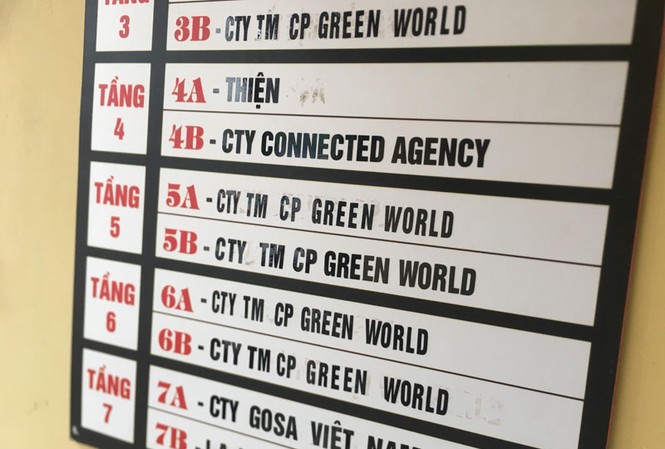 TẦNG
3
3B - CTY TM CP GREEN WORLD
TẦNG
4
4A - THIỆN
4B - CTY CONNECTED AGENCY
TẦNG
5
5A - CTY TM CP GREEN WORLD
5B - CTY TM CP GREEN WORLD
TẦNG
6
6A - CTY TM CP GREEN WORLD
6B - CTY TM CP GREEN WORLD
TẦNG
7
7A - CTY GOSA VIỆT NAM
7B -